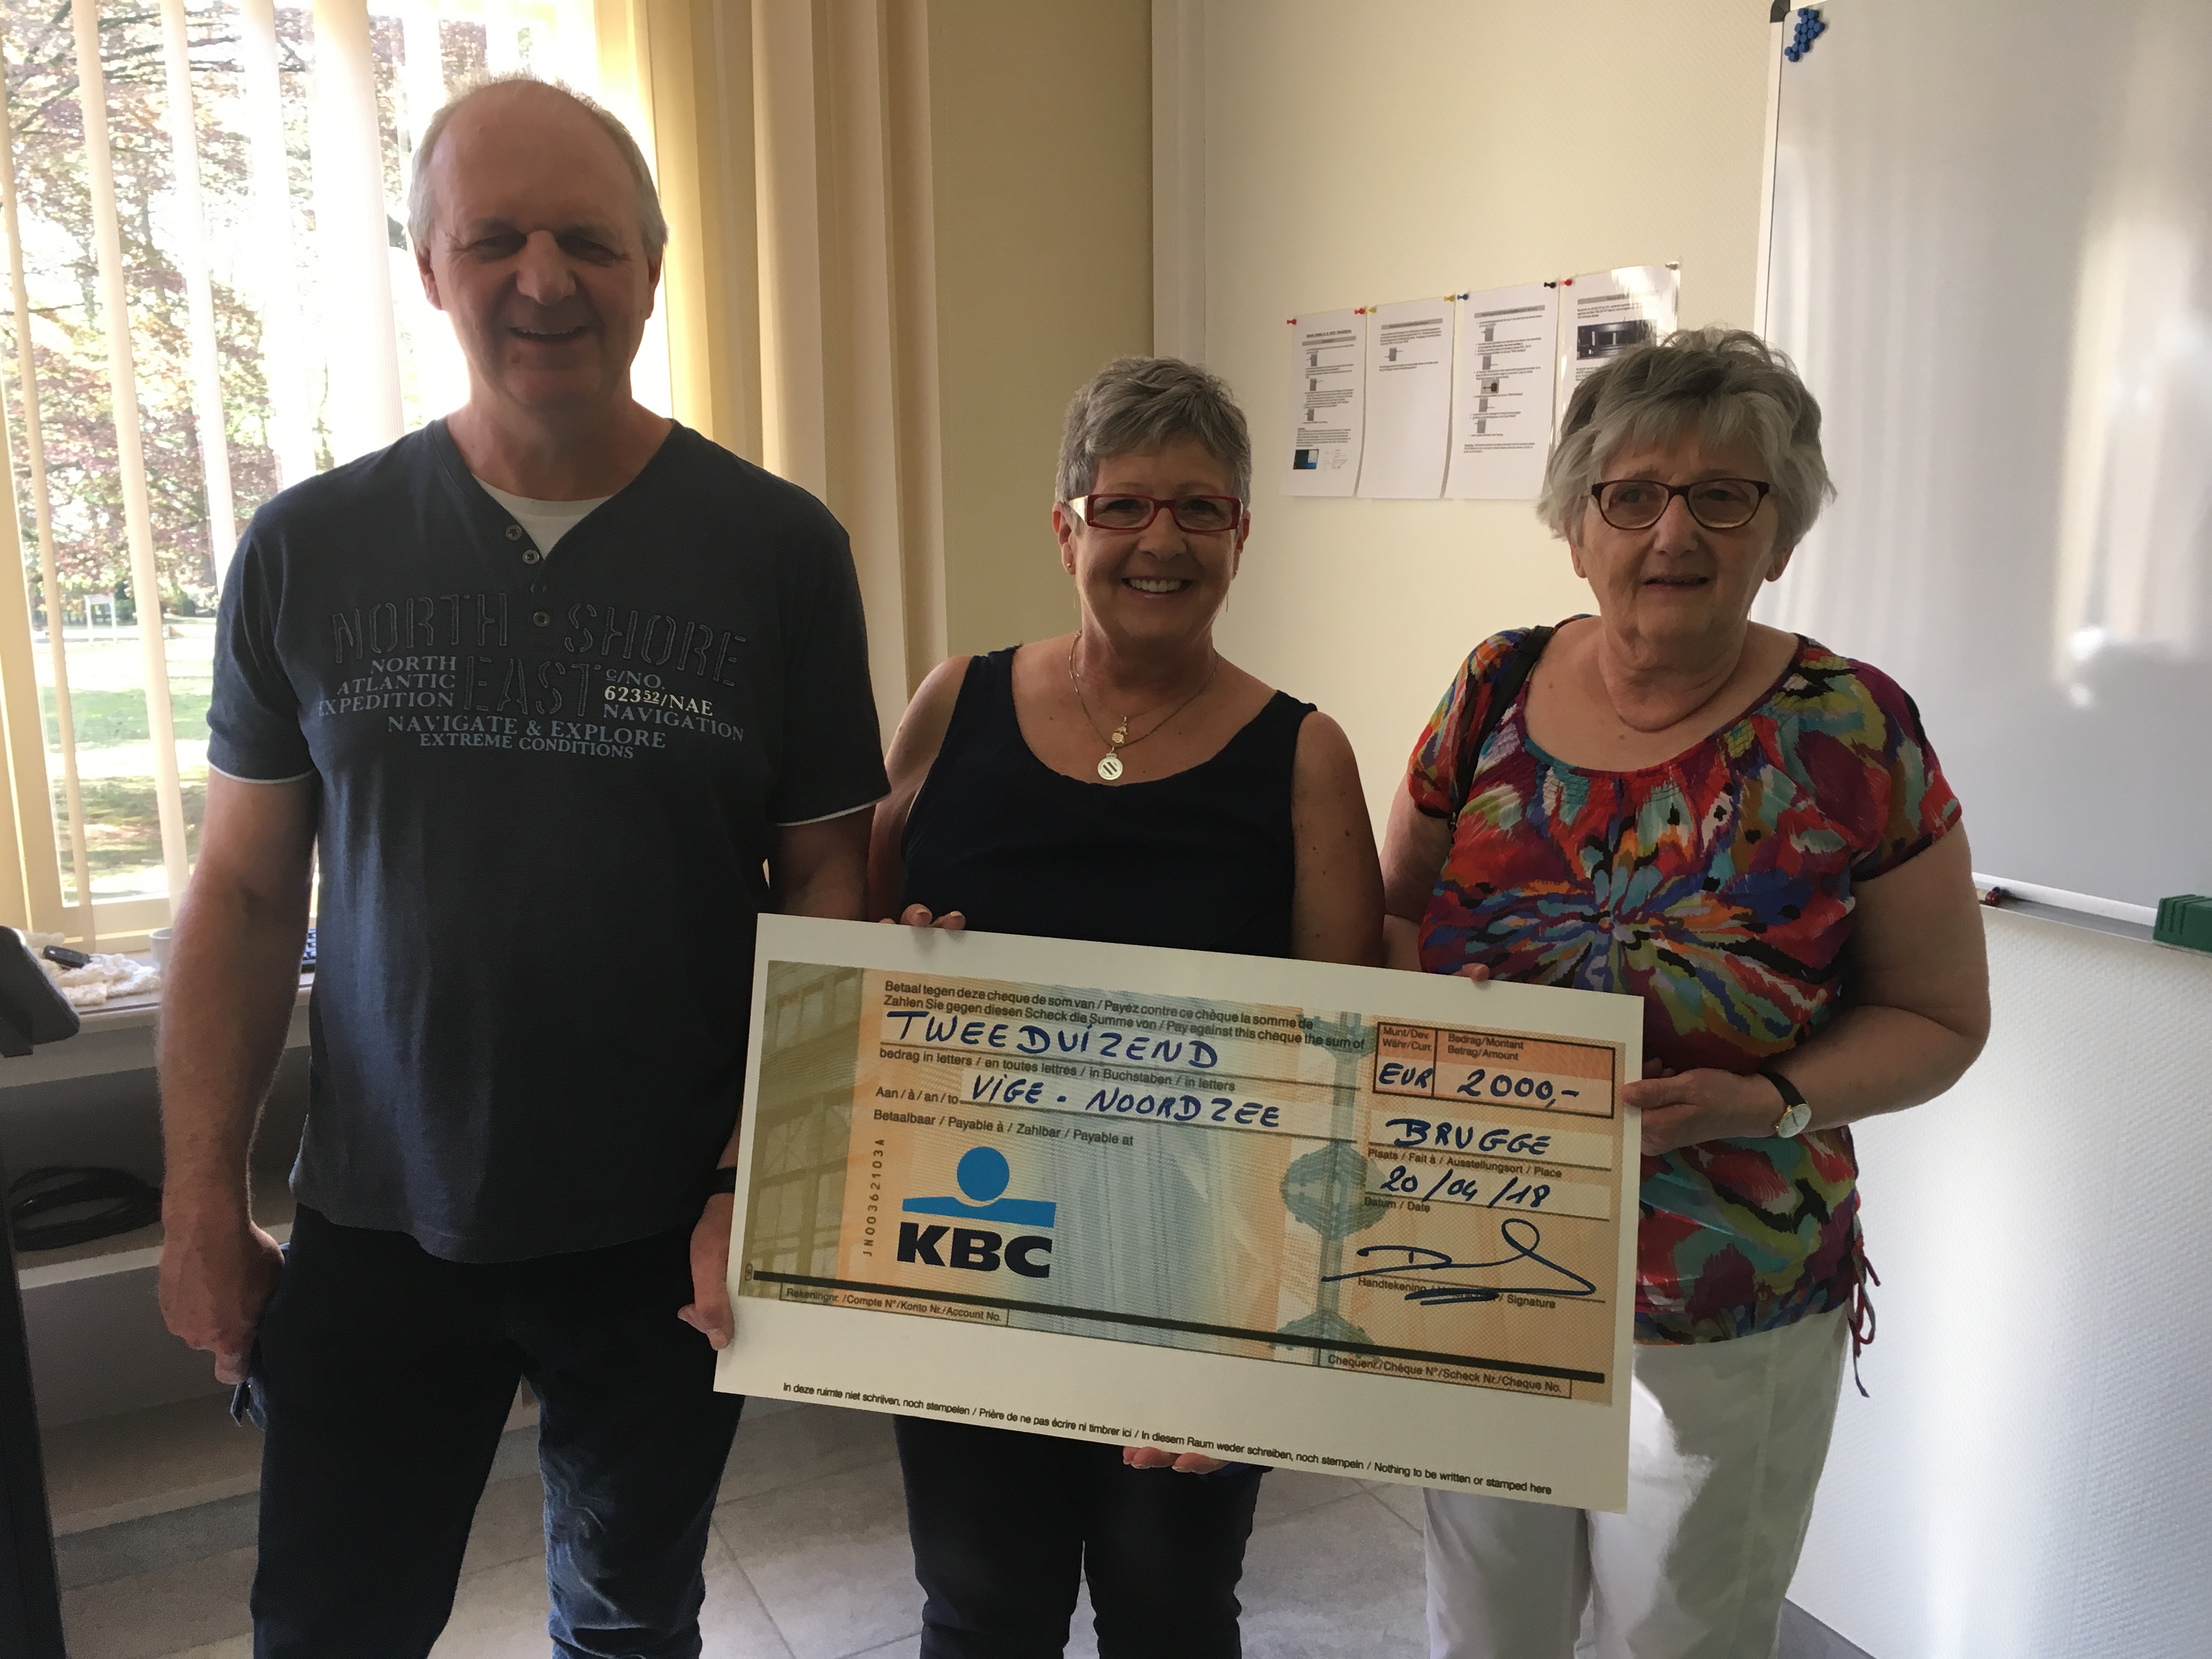 NORTH SHORE
NORTH EAST C/NO.
ATLANTIC 62352/NAE
EXPEDITION NAVIGATION
NAVIGATE & EXPLORE
EXTREME CONDITIONS
Betaal tegen deze cheque de som van / Payez contre ce chèque la somme de
Zahlen Sie gegen diesen Scheck die Summe von / Pay against this cheque the sum of
TWEEDUIZEND
bedrag in letters / en toutes lettres / in Buchstaben / in letters
Aan / à / an / to VIGE - NOORDZEE
Betaalbaar / Payable à / Zahlbar / Payable at
JN003621103A
KBC
Rekeningnr. /Compte N°/Konto Nr./Account No.
Munt/Dev.
Währ/Curr.
Bedrag/Montant
Betrag/Amount
EUR 2000,-
BRUGGE
Plaats / Fait à / Ausstellungsort / Place
20/04/18
Datum / Date
Handtekening / Signature
Chequenr./Chèque N°/Scheck Nr./Cheque No.
In deze ruimte niet schrijven, noch stempelen / Prière de ne pas écrire ni timbrer ici / In diesem Raum weder schreiben, noch stempeln / Nothing to be written or stamped here